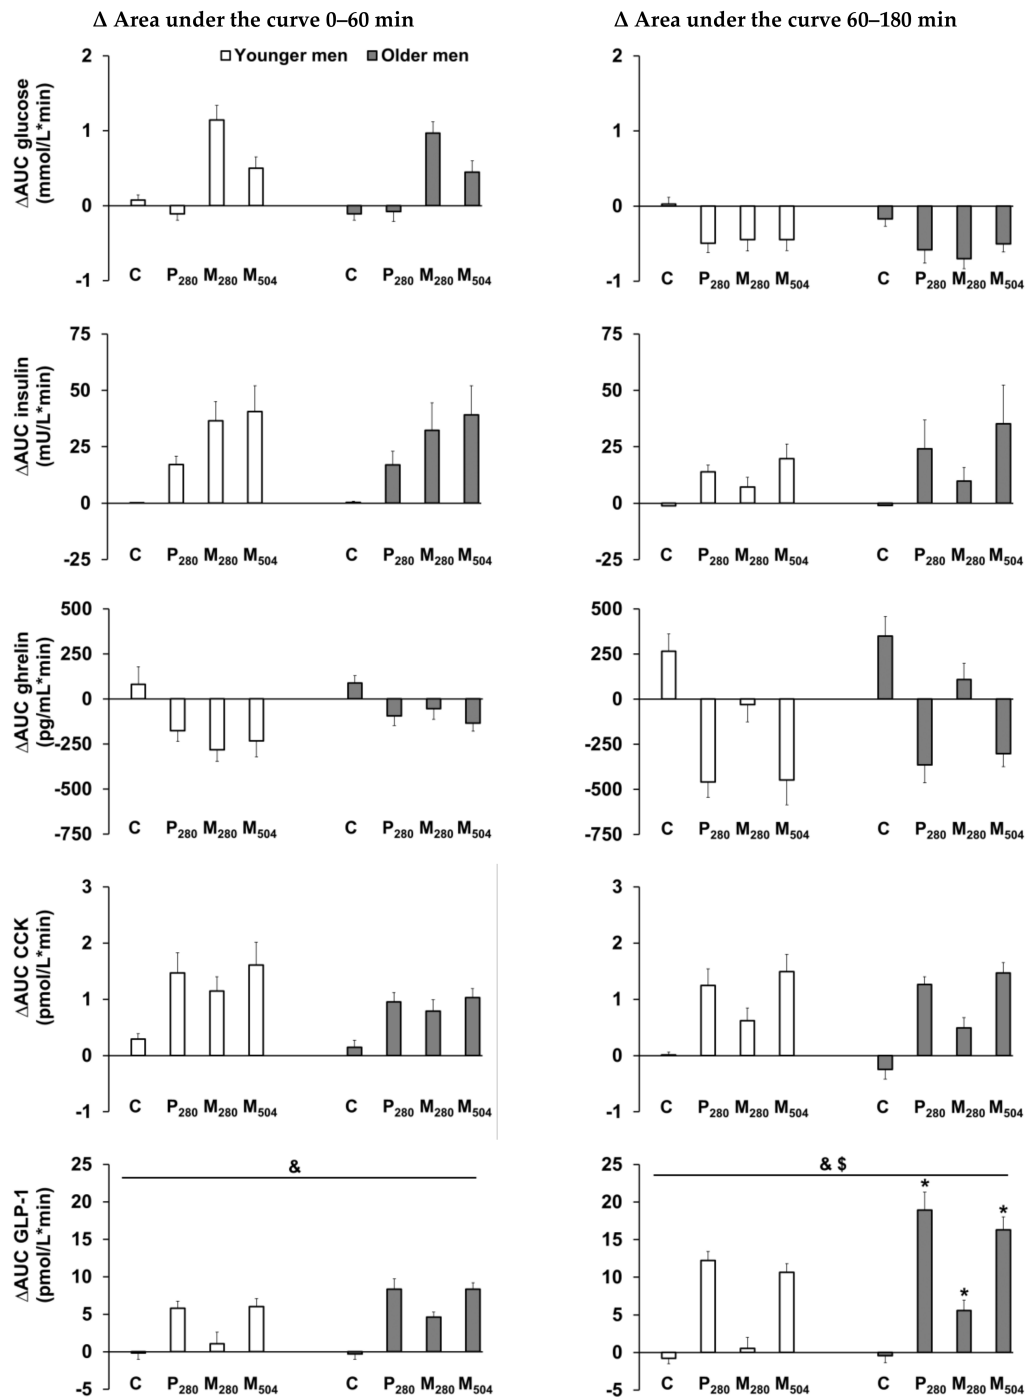 Δ Area under the curve 0–60 min
Δ Area under the curve 60–180 min
Younger men
Older men
ΔAUC glucose
(mmol/L*min)
2
1
0
-1
C P280 M280 M504 C P280 M280 M504
2
1
0
-1
C P280 M280 M504 C P280 M280 M504
ΔAUC insulin
(mU/L*min)
75
50
25
0
-25
C P280 M280 M504 C P280 M280 M504
75
50
25
0
-25
C P280 M280 M504 C P280 M280 M504
ΔAUC ghrelin
(pg/mL*min)
500
250
0
-250
-500
-750
C P280 M280 M504 C P280 M280 M504
500
250
0
-250
-500
-750
C P280 M280 M504 C P280 M280 M504
ΔAUC CCK
(pmol/L*min)
3
2
1
0
-1
C P280 M280 M504 C P280 M280 M504
3
2
1
0
-1
C P280 M280 M504 C P280 M280 M504
ΔAUC GLP-1
(pmol/L*min)
25
20
15
10
5
0
-5
&
C P280 M280 M504 C P280 M280 M504
25
20
15
10
5
0
-5
& $
*
*
*
C P280 M280 M504 C P280 M280 M504